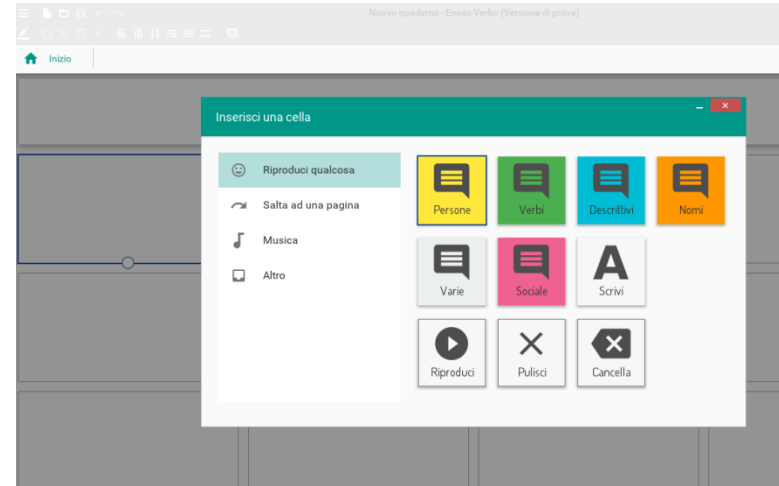 Nuovo quaderno - Eneso Verbo (Versione di prova)
Inizio
Inserisci una cella
Riproduci qualcosa
Salta ad una pagina
Musica
Altro
Persone Verbi Descrittivi Nomi
Varie Sociale A Scrivi
Riproduci Pulisci Cancella